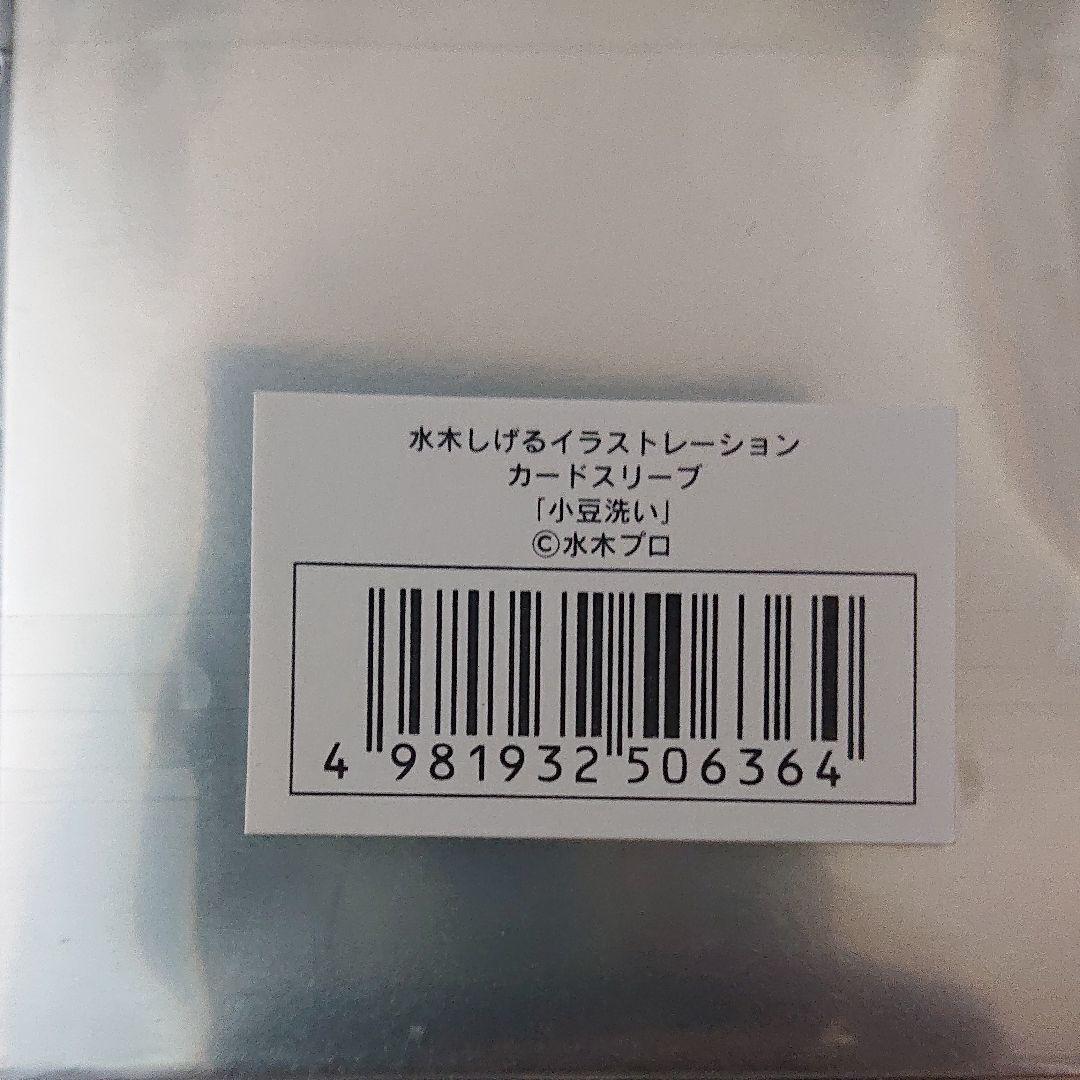 水木しげるイラストレーション
カードスリーブ
「小豆洗い」
©水木プロ
4 981932 506364